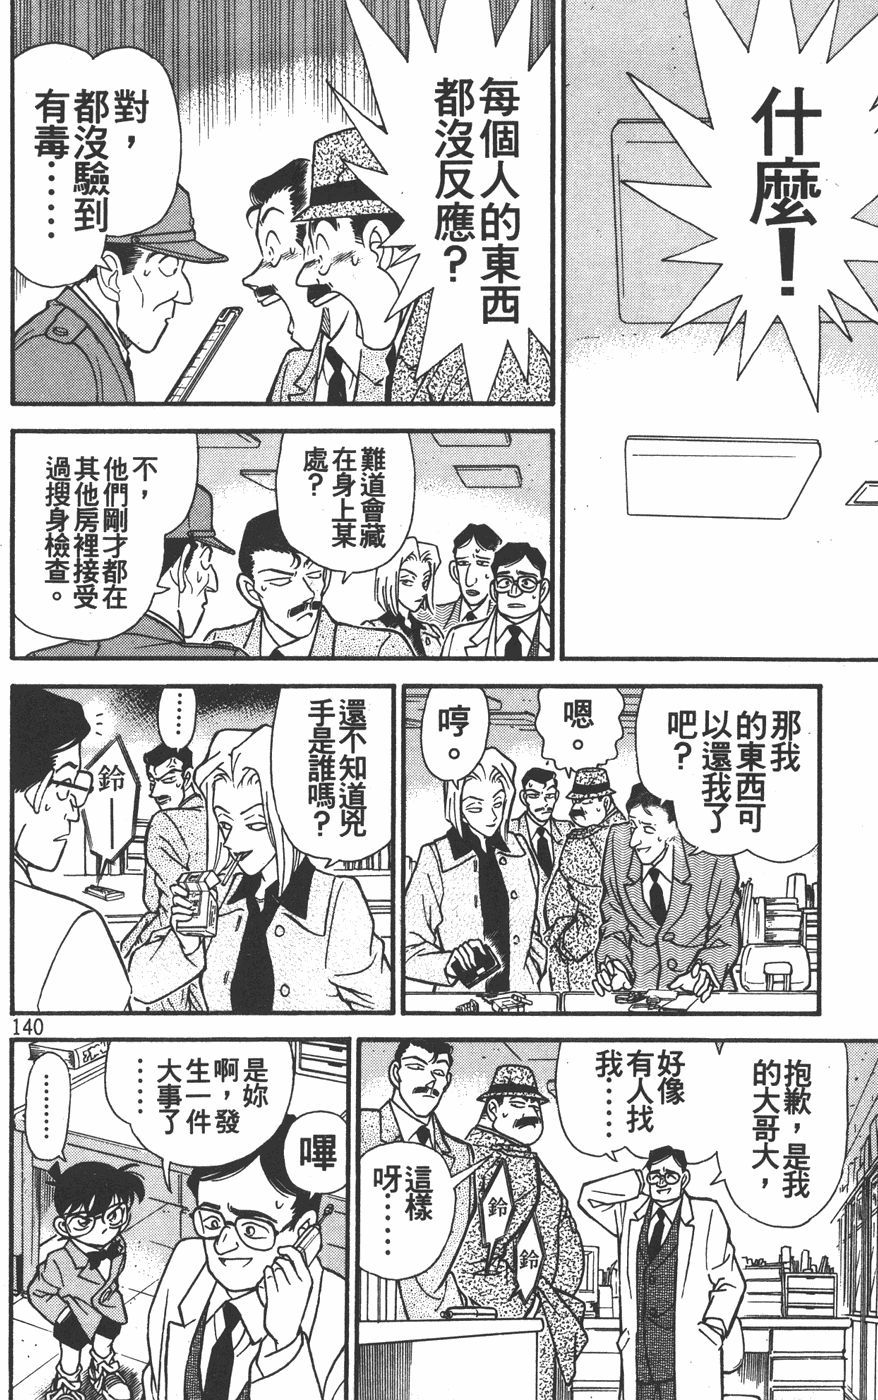 什麼！
每個人的東西
都沒反應？
對，
都沒驗到
有毒⋯⋯
難道會藏
在身上某
處？
不，
他們剛才都在
其他房裡接受
過搜身檢查。
那我
的東西可
以還我了
吧？
嗯。
哼。
還不知道兇
手是誰嗎？
⋯⋯
鈴
140
抱歉，是我
的大哥大，
好像
有人找
我⋯⋯
這樣
呀⋯⋯
鈴
鈴
嗶
是妳
啊，發
生一件
大事了
⋯⋯
⋯⋯⋯